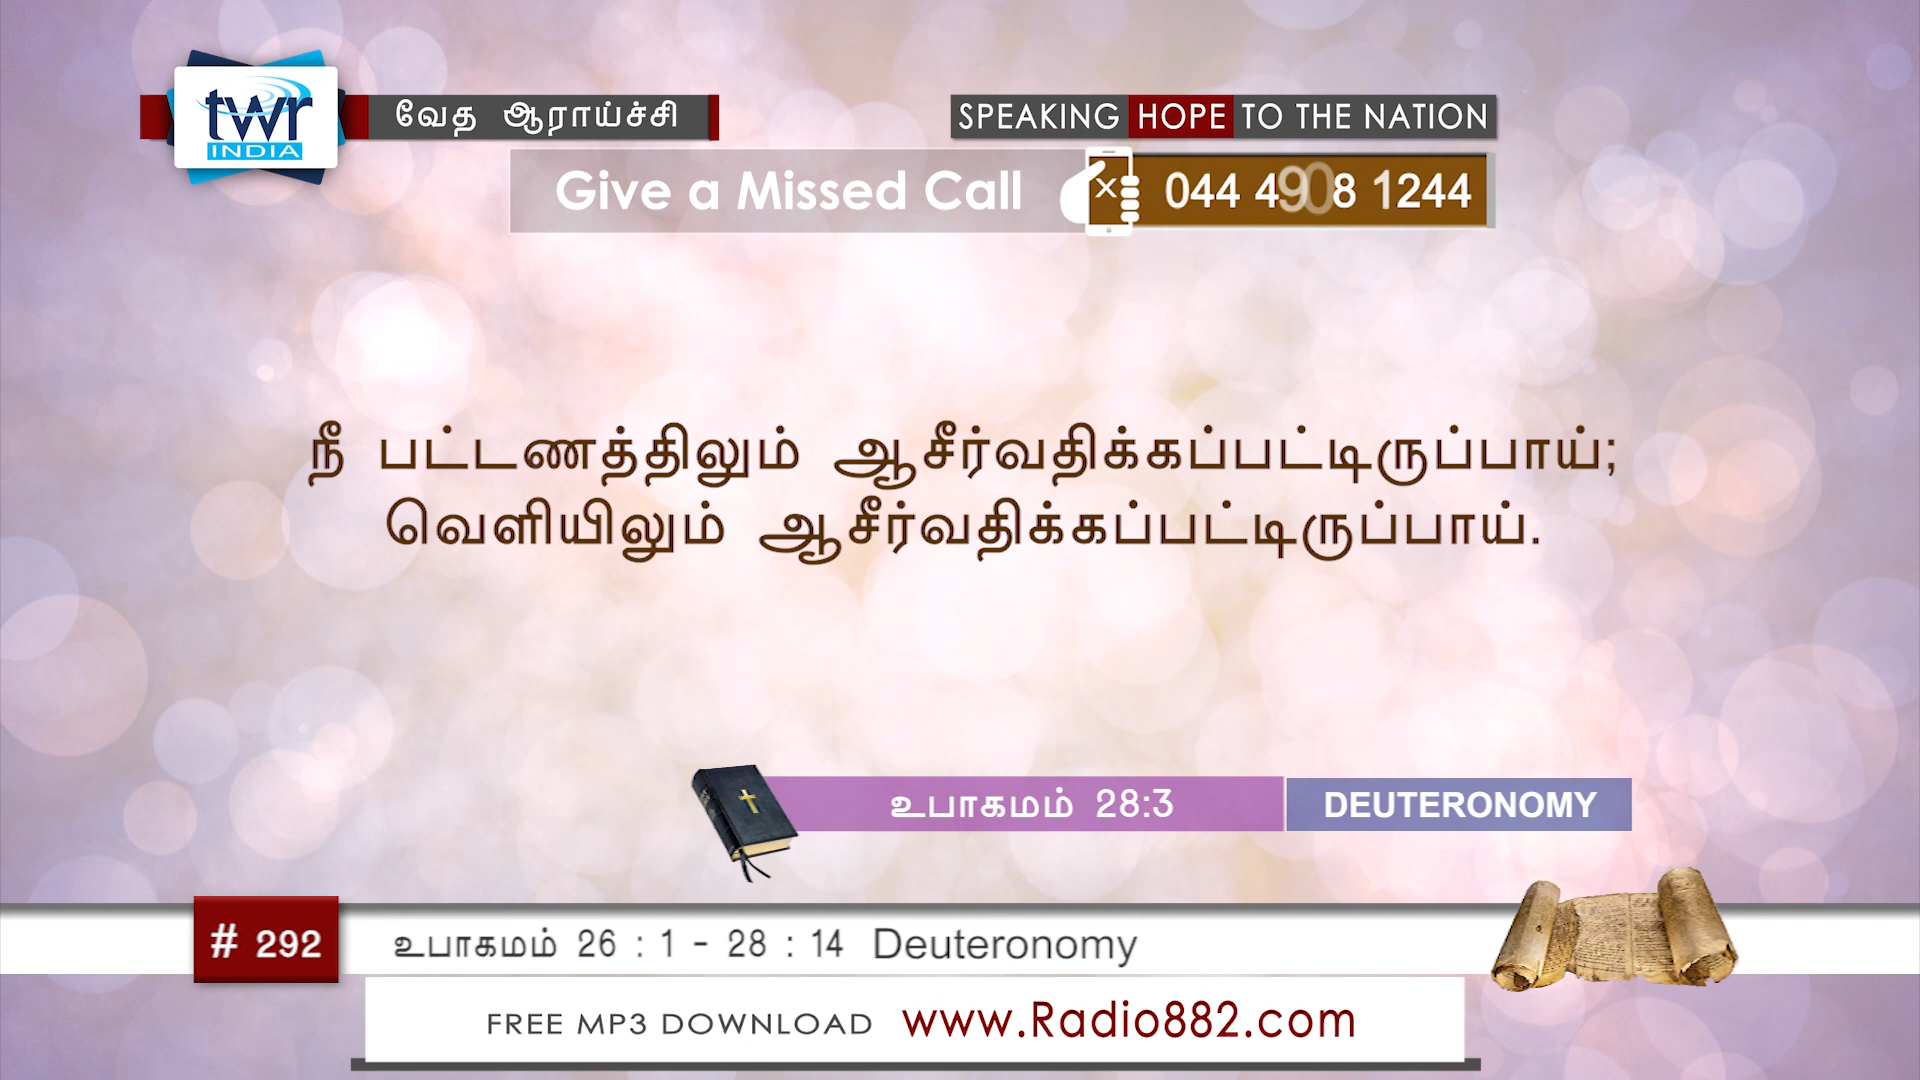 twr
INDIA
வேத ஆராய்ச்சி
SPEAKING HOPE TO THE NATION
Give a Missed Call
044 4908 1244
நீ பட்டணத்திலும் ஆசீர்வதிக்கப்பட்டிருப்பாய்;
வெளியிலும் ஆசீர்வதிக்கப்பட்டிருப்பாய்.
உபாகமம் 28:3
DEUTERONOMY
# 292
உபாகமம் 26 : 1 - 28 : 14 Deuteronomy
FREE MP3 DOWNLOAD www.Radio882.com